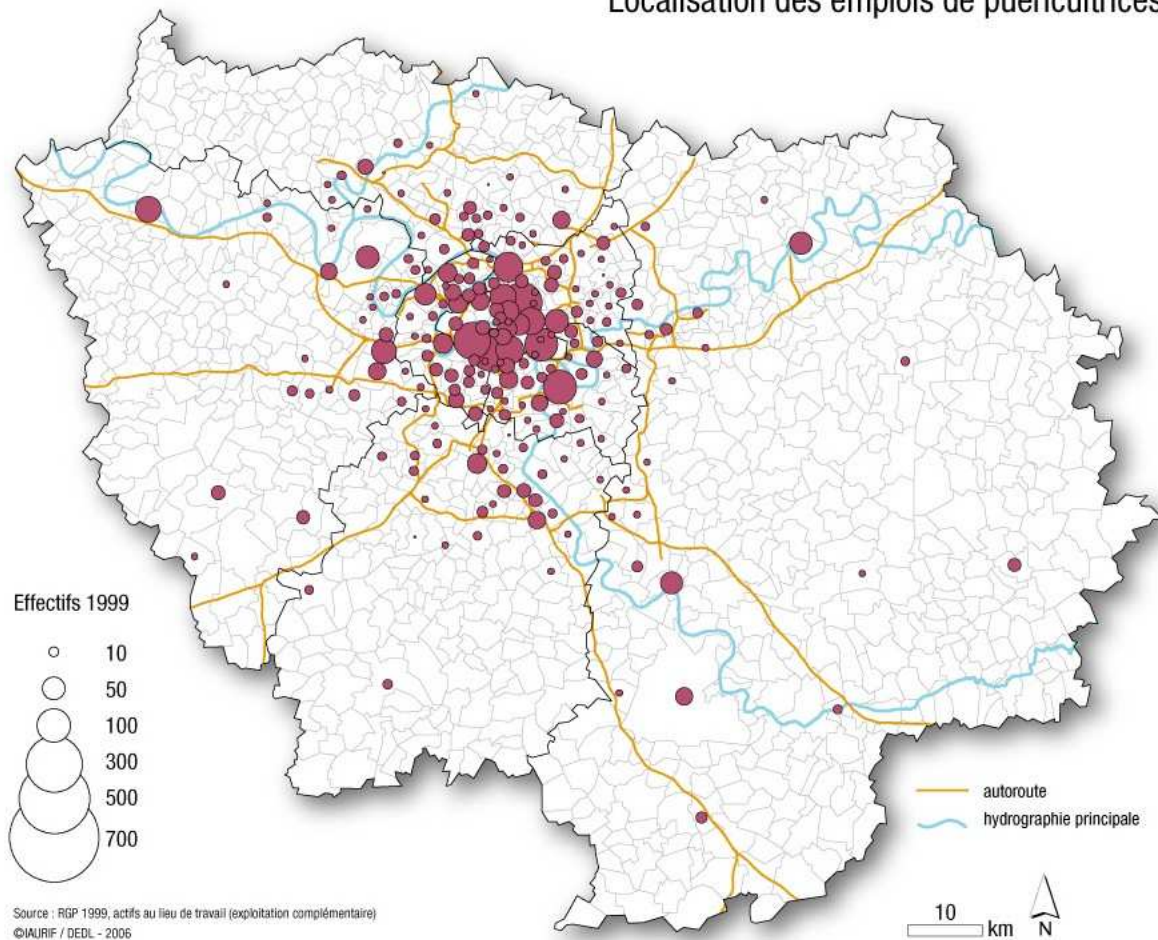 Localisation des emplois de puéricultrices
Effectifs 1999
10
50
100
300
500
700
autoroute
hydrographie principale
10
km
N
Source : RGP 1999, actifs au lieu de travail (exploitation complémentaire)
©IAURIF / DEDL - 2006